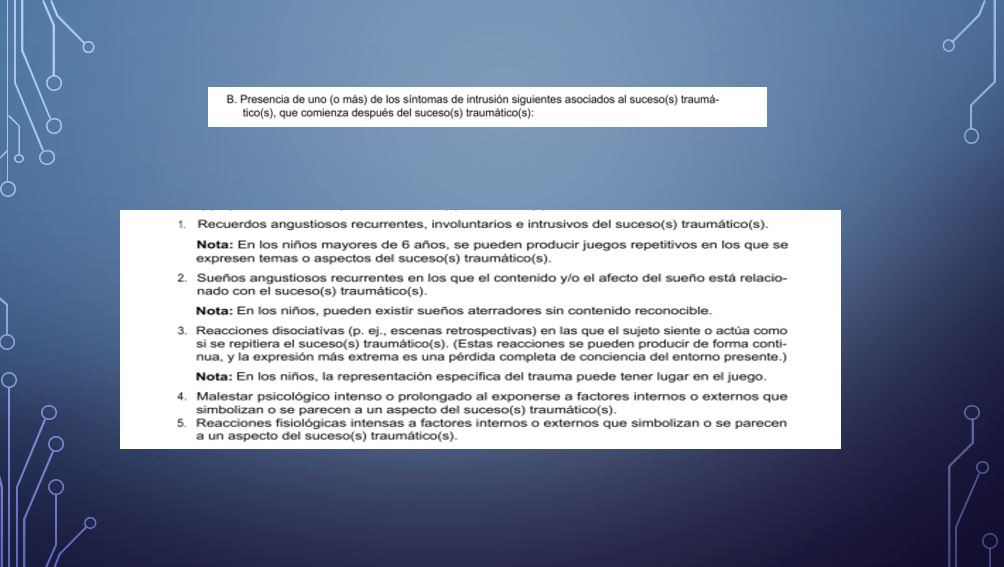 B. Presencia de uno (o más) de los síntomas de intrusión siguientes asociados al suceso(s) traumá-
tico(s), que comienza después del suceso(s) traumático(s):
1. Recuerdos angustiosos recurrentes, involuntarios e intrusivos del suceso(s) traumático(s).
Nota: En los niños mayores de 6 años, se pueden producir juegos repetitivos en los que se
expresen temas o aspectos del suceso(s) traumático(s).
2. Sueños angustiosos recurrentes en los que el contenido y/o el afecto del sueño está relacio-
nado con el suceso(s) traumático(s).
Nota: En los niños, pueden existir sueños aterradores sin contenido reconocible.
3. Reacciones disociatívas (p. ej., escenas retrospectivas) en las que el sujeto siente o actúa como
si se repitiera el suceso(s) traumático(s). (Estas reacciones se pueden producir de forma conti-
nua, y la expresión más extrema es una pérdida completa de conciencia del entorno presente.)
Nota: En los niños, la representación específica del trauma puede tener lugar en el juego.
4. Malestar psicológico intenso o prolongado al exponerse a factores internos o externos que
simbolizan o se parecen a un aspecto del suceso(s) traumático(s).
5. Reacciones fisiológicas intensas a factores internos o externos que simbolizan o se parecen
a un aspecto del suceso(s) traumático(s).